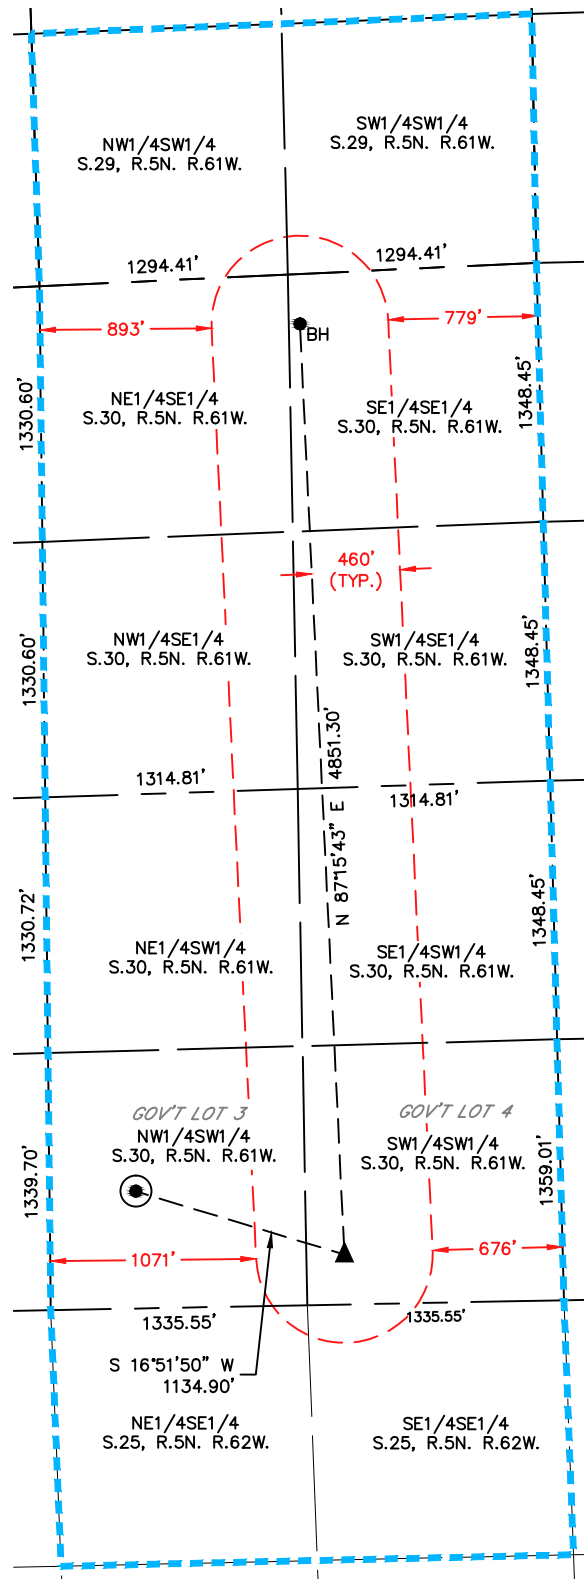 NW1/4SW1/4
S.29, R.5N. R.61W.
SW1/4SW1/4
S.29, R.5N. R.61W.
1294.41'
1294.41'
893'
BH
779'
1330.60'
NE1/4SE1/4
S.30, R.5N. R.61W.
SE1/4SE1/4
S.30, R.5N. R.61W.
1348.45'
460'
(TYP.)
1330.60'
NW1/4SE1/4
S.30, R.5N. R.61W.
SW1/4SE1/4
S.30, R.5N. R.61W.
1348.45'
N 87°15'43" E 4851.30'
1314.81'
1314.81'
1330.72'
NE1/4SW1/4
S.30, R.5N. R.61W.
SE1/4SW1/4
S.30, R.5N. R.61W.
1348.45'
GOV'T LOT 3
NW1/4SW1/4
S.30, R.5N. R.61W.
GOV'T LOT 4
SW1/4SW1/4
S.30, R.5N. R.61W.
1339.70'
1359.01'
1071'
676'
1335.55'
1335.55'
S 16°51'50" W
1134.90'
NE1/4SE1/4
S.25, R.5N. R.62W.
SE1/4SE1/4
S.25, R.5N. R.62W.